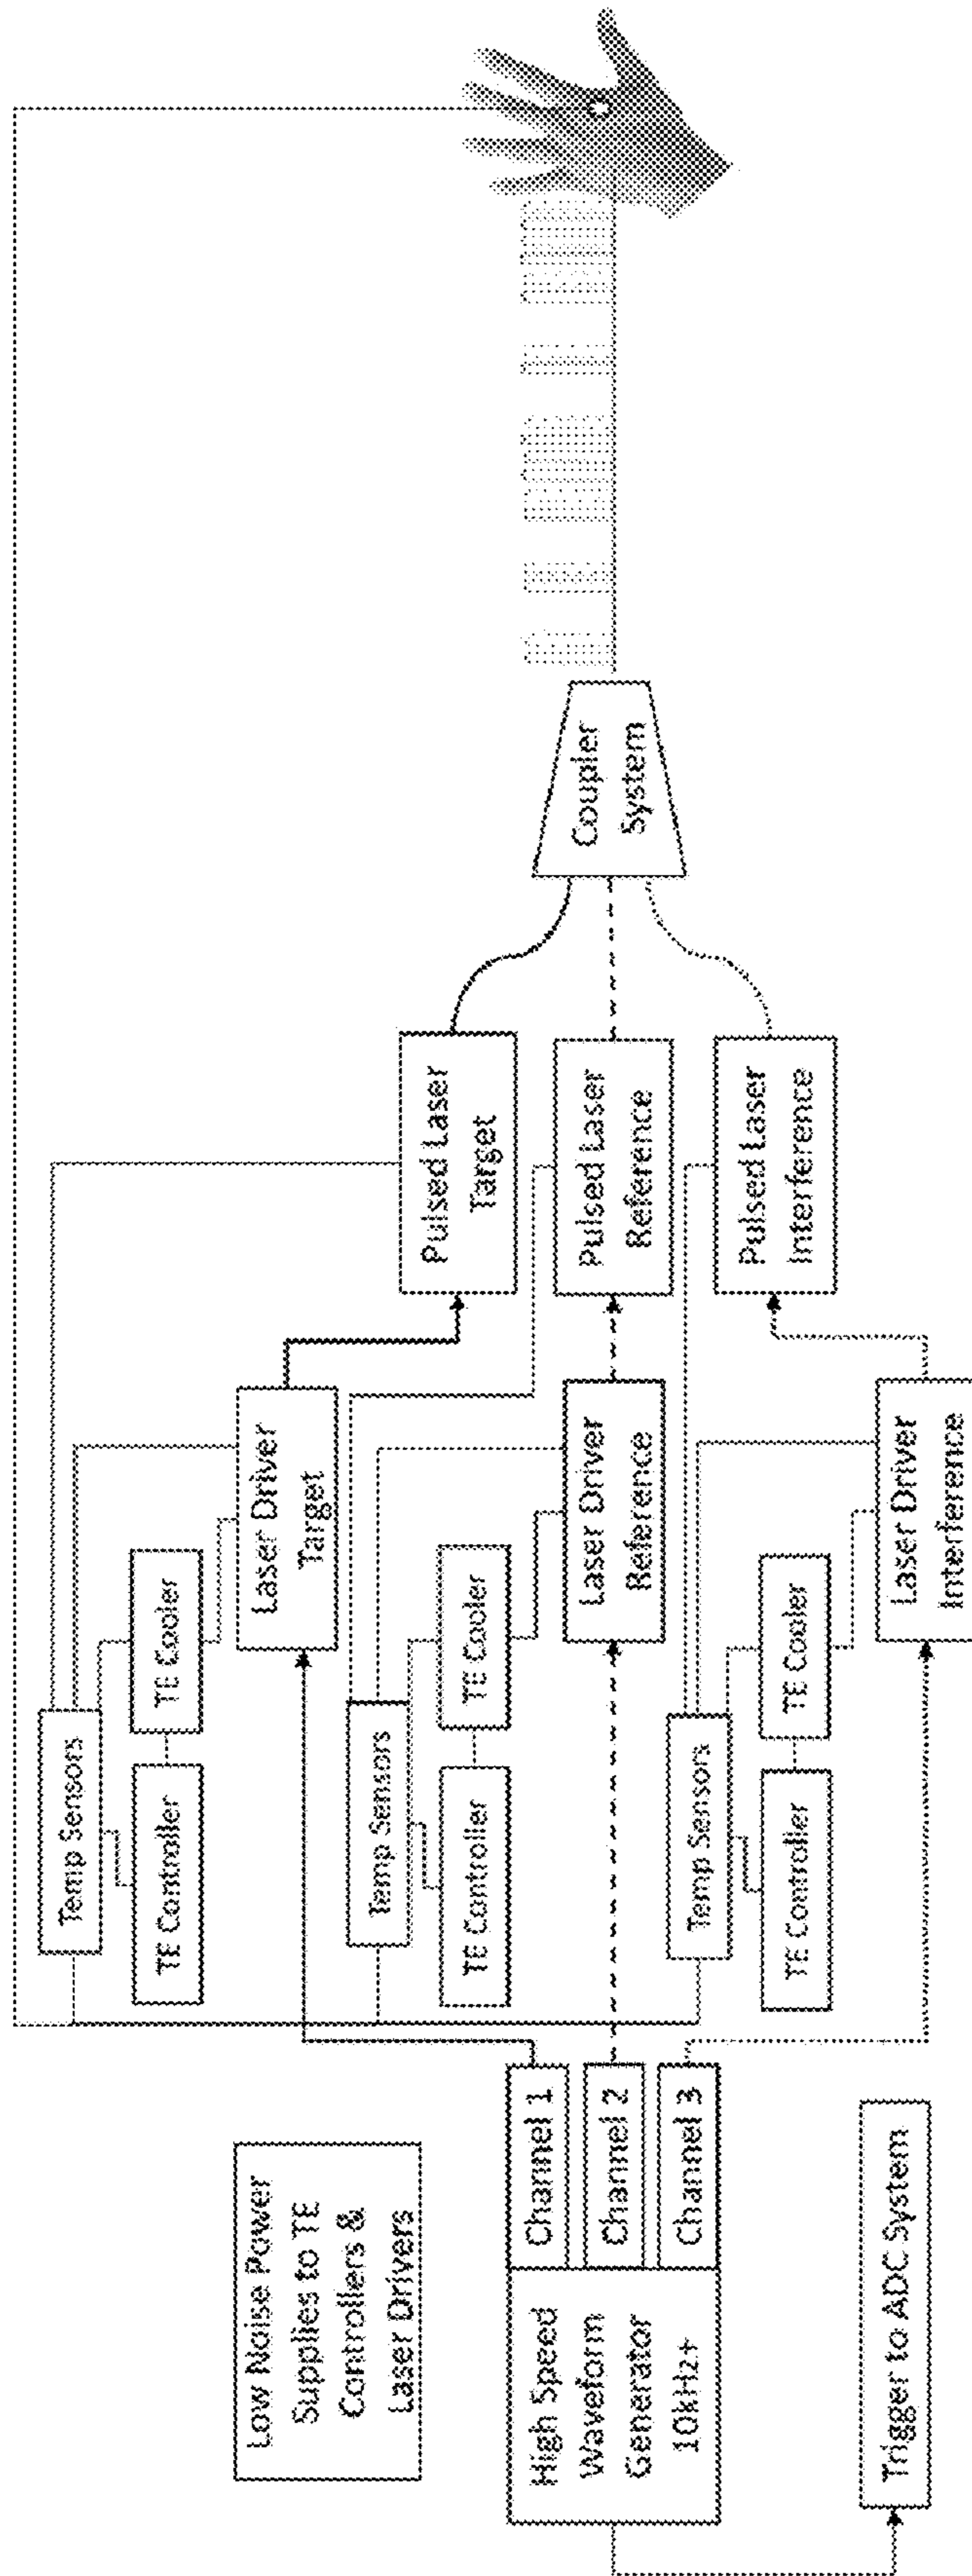 Low Noise Power
Supplies to TE
Controllers &
Laser Drivers
High Speed
Waveform
Generator
10kHz+
Channel 1
Channel 2
Channel 3
Trigger to ADC System
Temp Sensors
TE Controller
TE Cooler
Laser Driver
Target
Temp Sensors
TE Controller
TE Cooler
Laser Driver
Reference
Temp Sensors
TE Controller
TE Cooler
Laser Driver
Interference
Pulsed Laser
Target
Pulsed Laser
Reference
Pulsed Laser
Interference
Coupler
System